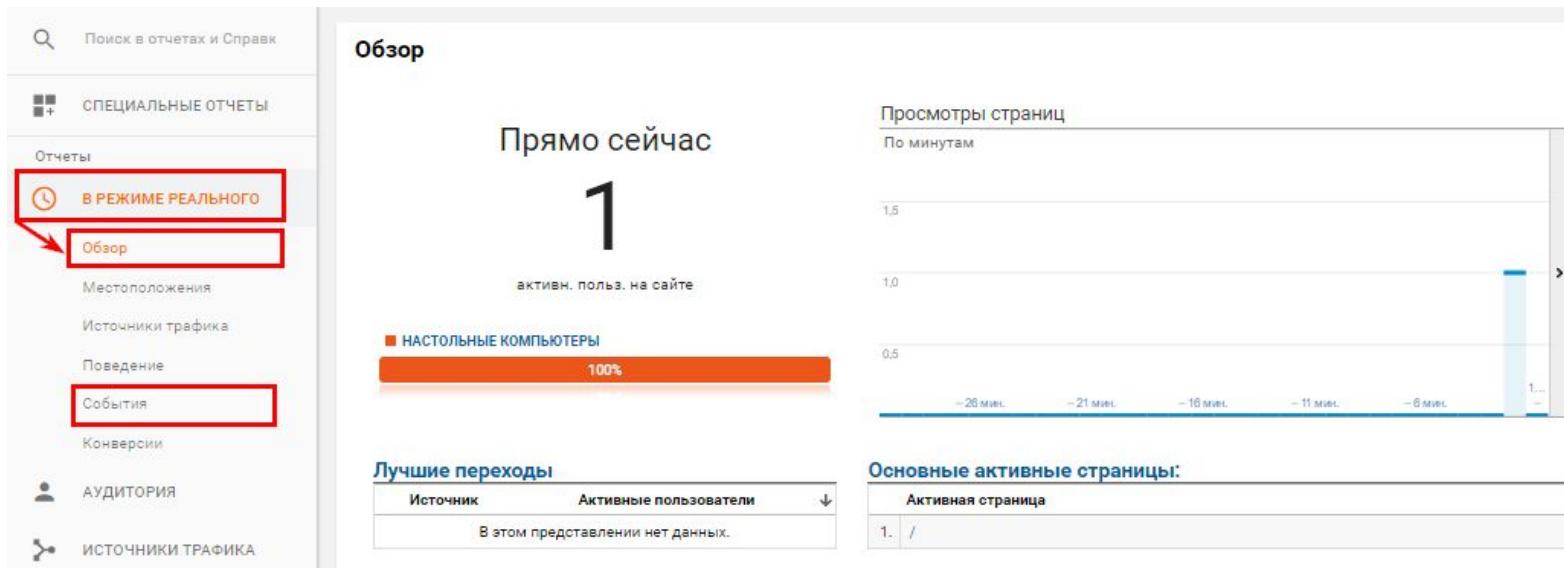 Поиск в отчетах и Справк
СПЕЦИАЛЬНЫЕ ОТЧЕТЫ
Отчеты
В РЕЖИМЕ РЕАЛЬНОГО
Обзор
Местоположения
Источники трафика
Поведение
События
Конверсии
АУДИТОРИЯ
ИСТОЧНИКИ ТРАФИКА
Обзор
Прямо сейчас
1
активн. польз. на сайте
НАСТОЛЬНЫЕ КОМПЬЮТЕРЫ
100%
Просмотры страниц
По минутам
1,5
1,0
0,5
– 26 мин. – 21 мин. – 16 мин. – 11 мин. – 6 мин. 1... –
Лучшие переходы
Источник Активные пользователи
В этом представлении нет данных.
Основные активные страницы:
Активная страница
1. /